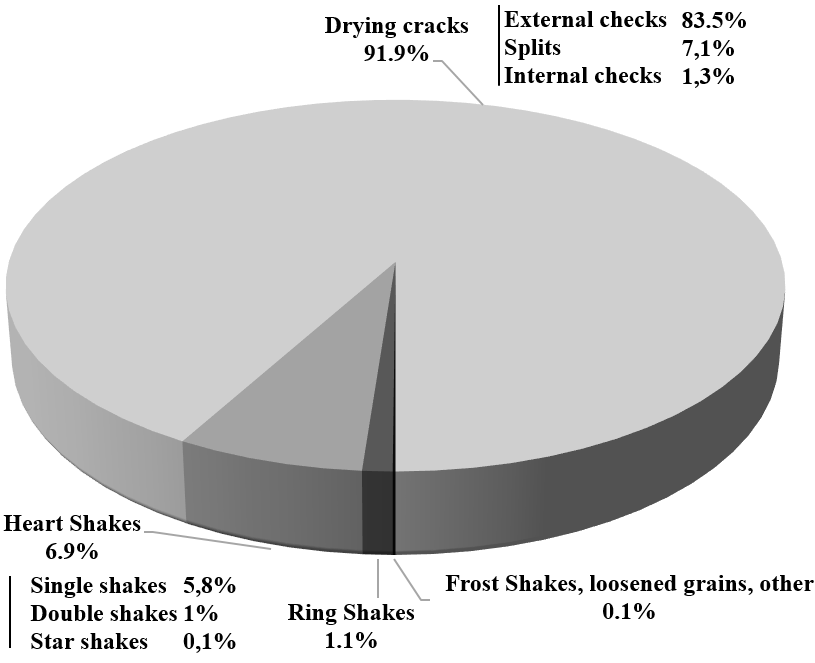 Drying cracks
91.9%
External checks 83.5%
Splits 7,1%
Internal checks 1,3%
Heart Shakes
6.9%
Single shakes 5,8%
Double shakes 1%
Star shakes 0,1%
Ring Shakes
1.1%
Frost Shakes, loosened grains, other
0.1%